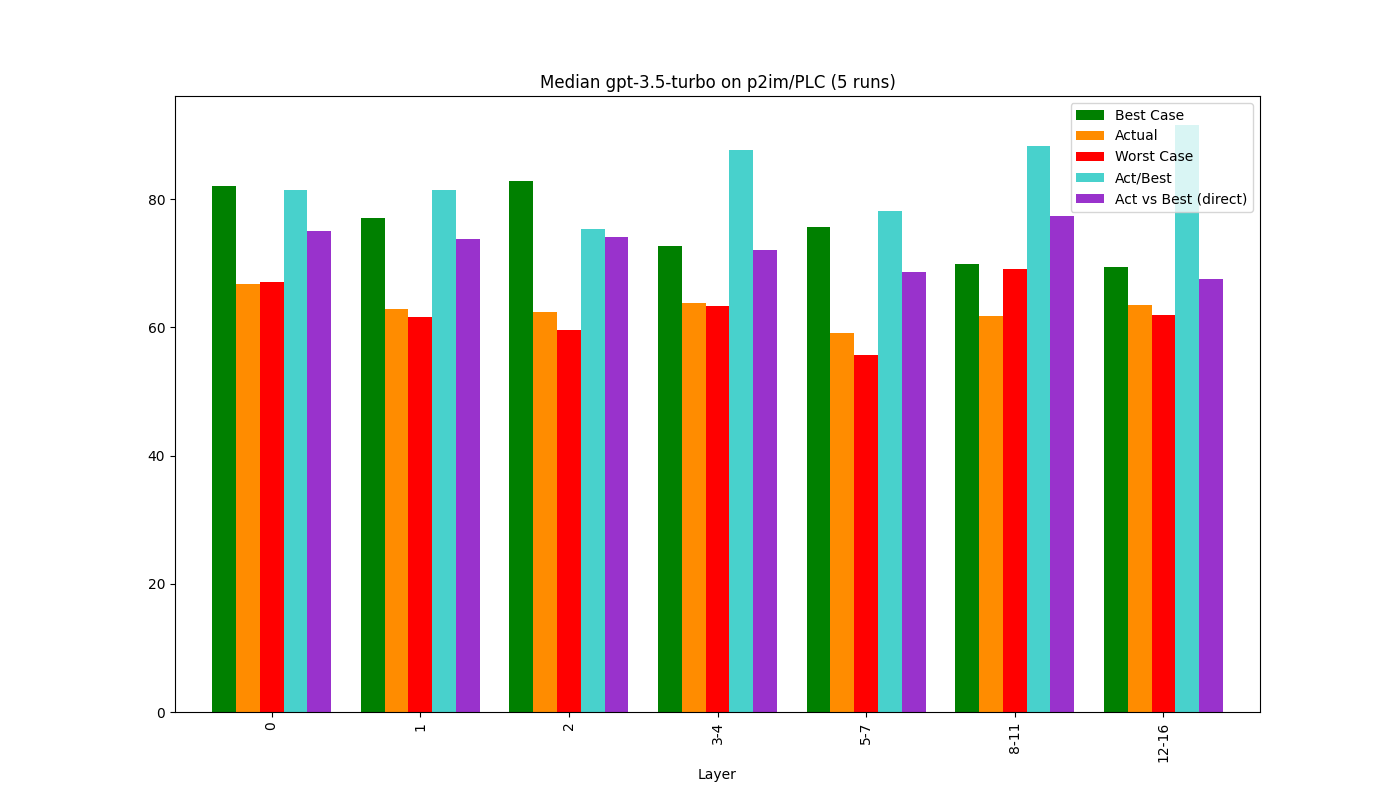 Median gpt-3.5-turbo on p2im/PLC (5 runs)
Best Case
Actual
Worst Case
Act/Best
Act vs Best (direct)
80
60
40
20
0
0 1 2 3-4 5-7 8-11 12-16
Layer